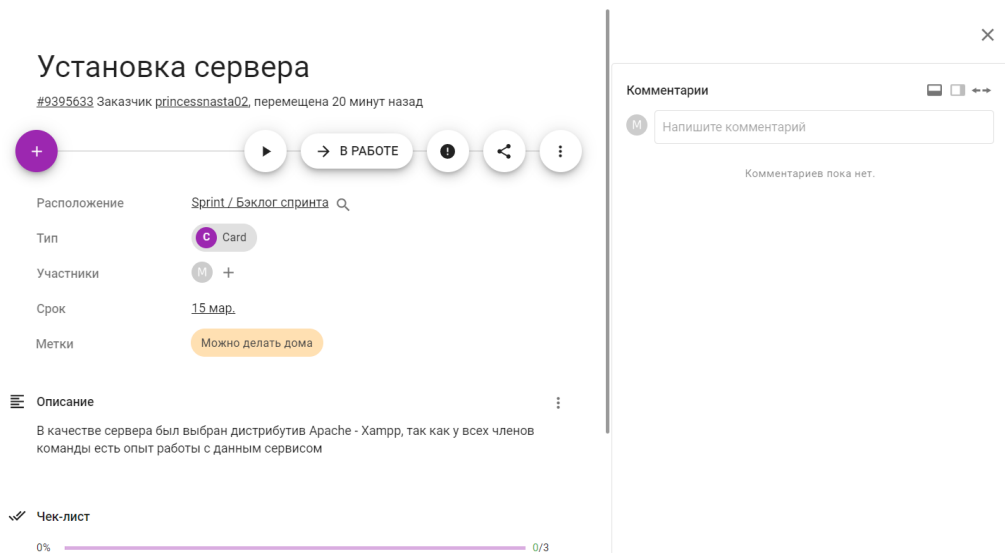 Установка сервера
#9395633 Заказчик princessnasta02, перемещена 20 минут назад
В РАБОТЕ
Расположение
Sprint / Бэклог спринта
Тип
C Card
Участники
M
Срок
15 мар.
Метки
Можно делать дома
Описание
В качестве сервера был выбран дистрибутив Apache - Xampp, так как у всех членов
команды есть опыт работы с данным сервисом
Чек-лист
0%
0/3
Комментарии
M
Напишите комментарий
Комментариев пока нет.